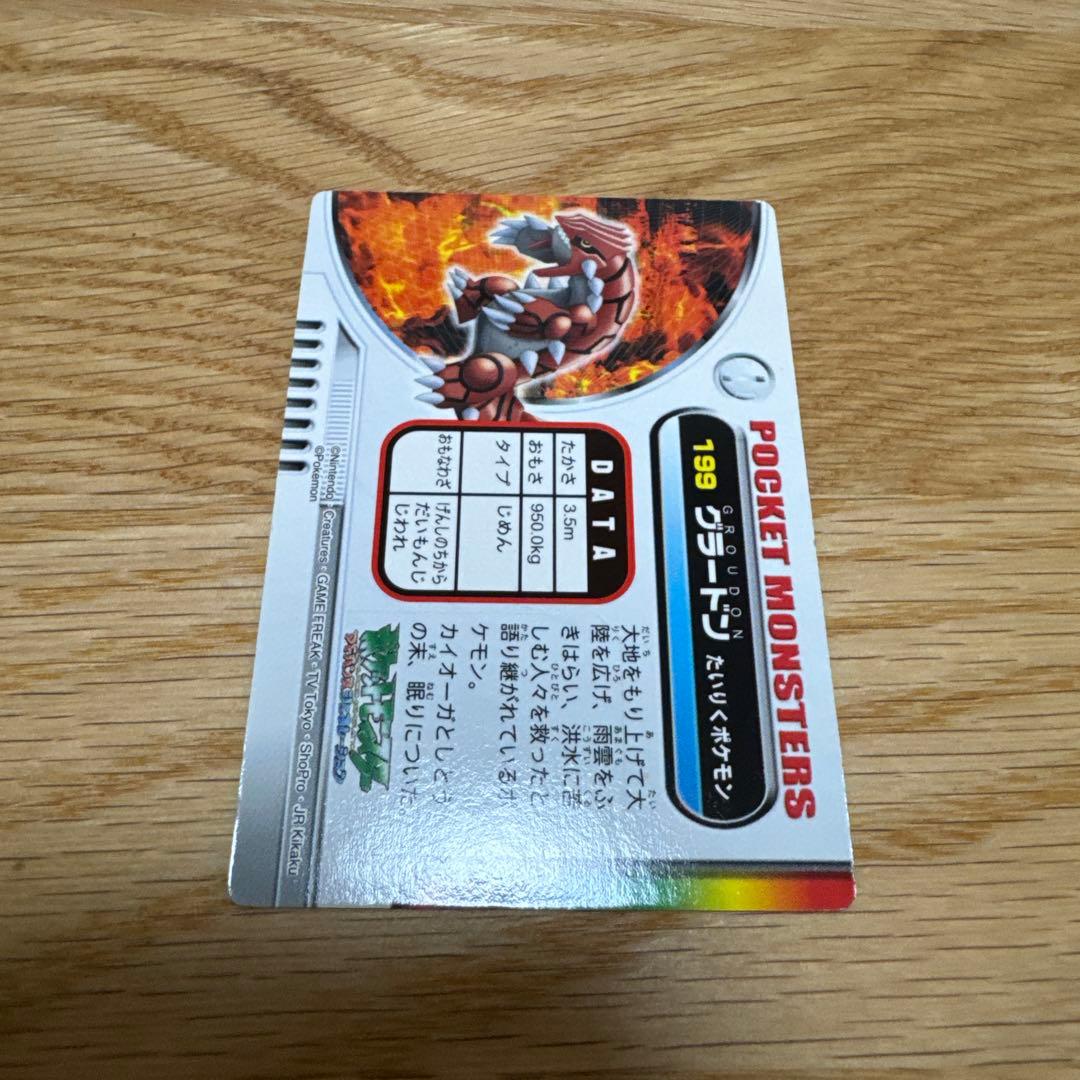 POCKET MONSTERS
GROUDON
199 グラードン たいりくポケモン
DATA
たかさ 3.5m
おもさ 950.0kg
タイプ じめん
おもなわざ げんしのちから
だいもんじ
じわれ
大地をもり上げて大
陸を広げ、雨雲をふ
きはらい、洪水に苦
しむ人々を救ったと
語り継がれているポ
ケモン。
カイオーガとしとう
の末、眠りについた。
©Nintendo・Creatures・GAME FREAK・TV Tokyo・ShoPro・JR Kikaku
©Pokémon